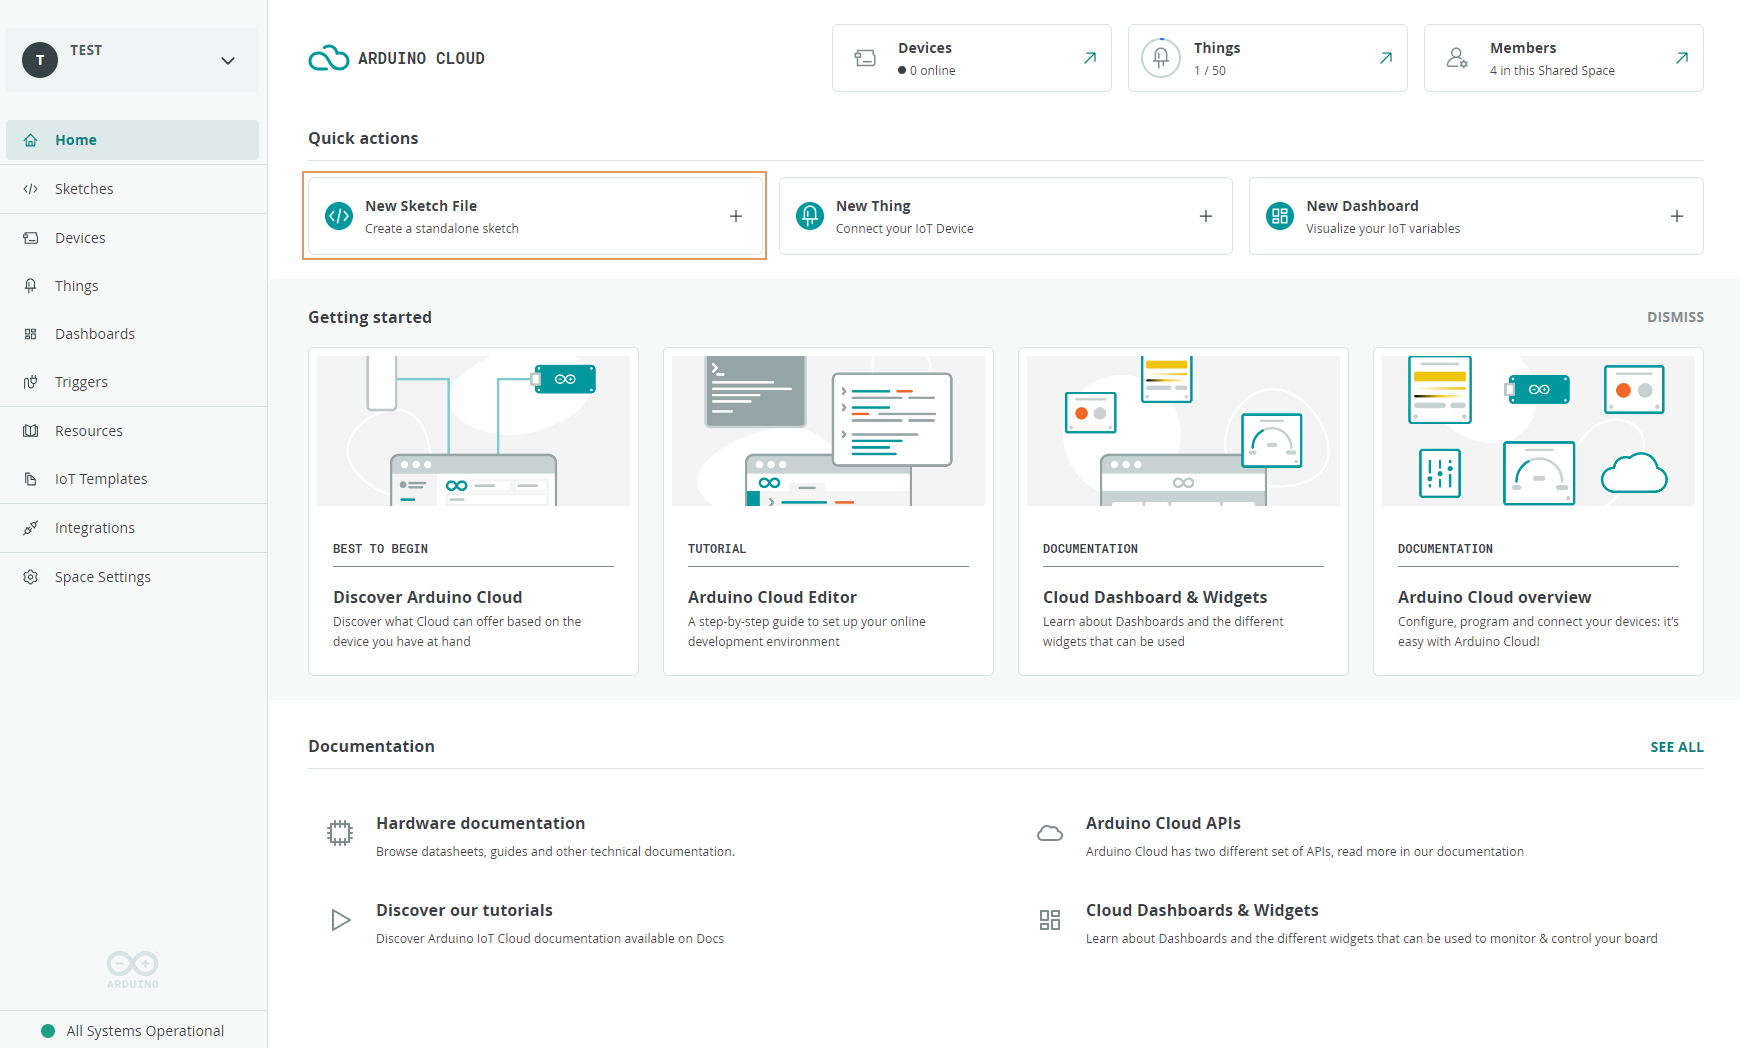 T
TEST
Home
Sketches
Devices
Things
Dashboards
Triggers
Resources
IoT Templates
Integrations
Space Settings
ARDUINO
All Systems Operational
ARDUINO CLOUD
Devices
0 online
Things
1 / 50
Members
4 in this Shared Space
Quick actions
New Sketch File
Create a standalone sketch
New Thing
Connect your IoT Device
New Dashboard
Visualize your IoT variables
Getting started
DISMISS
BEST TO BEGIN
Discover Arduino Cloud
Discover what Cloud can offer based on the
device you have at hand
TUTORIAL
Arduino Cloud Editor
A step-by-step guide to set up your online
development environment
DOCUMENTATION
Cloud Dashboard & Widgets
Learn about Dashboards and the different
widgets that can be used
DOCUMENTATION
Arduino Cloud overview
Configure, program and connect your devices: it's
easy with Arduino Cloud!
Documentation
SEE ALL
Hardware documentation
Browse datasheets, guides and other technical documentation.
Arduino Cloud APIs
Arduino Cloud has two different set of APIs, read more in our documentation
Discover our tutorials
Discover Arduino IoT Cloud documentation available on Docs
Cloud Dashboards & Widgets
Learn about Dashboards and the different widgets that can be used to monitor & control your board